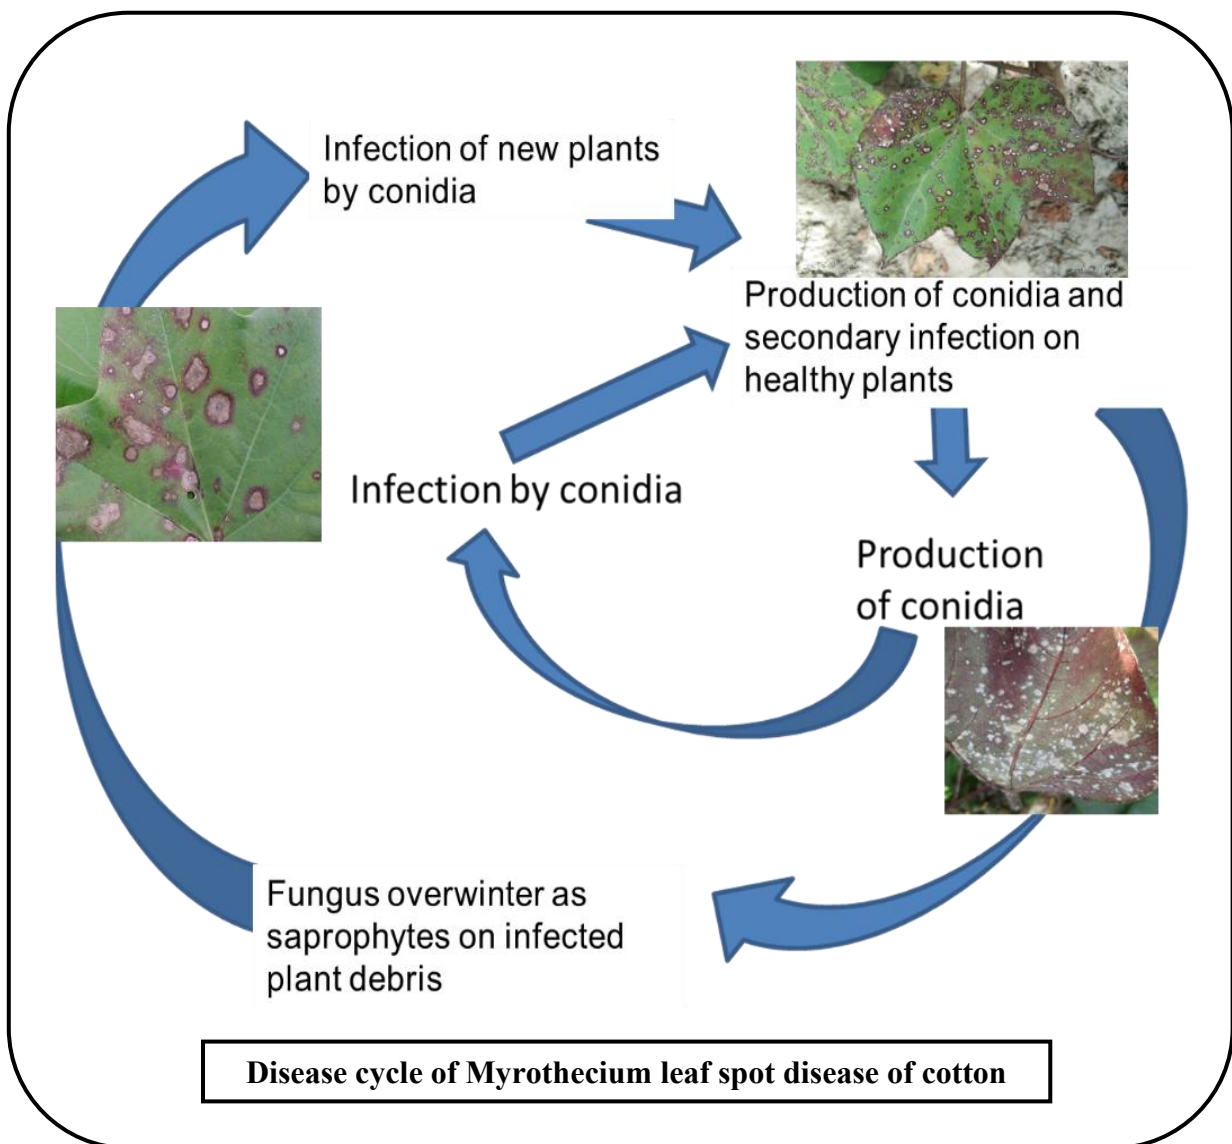 Infection of new plants
by conidia
Production of conidia and
secondary infection on
healthy plants
Infection by conidia
Production
of conidia
Fungus overwinter as
saprophytes on infected
plant debris
Disease cycle of Myrothecium leaf spot disease of cotton